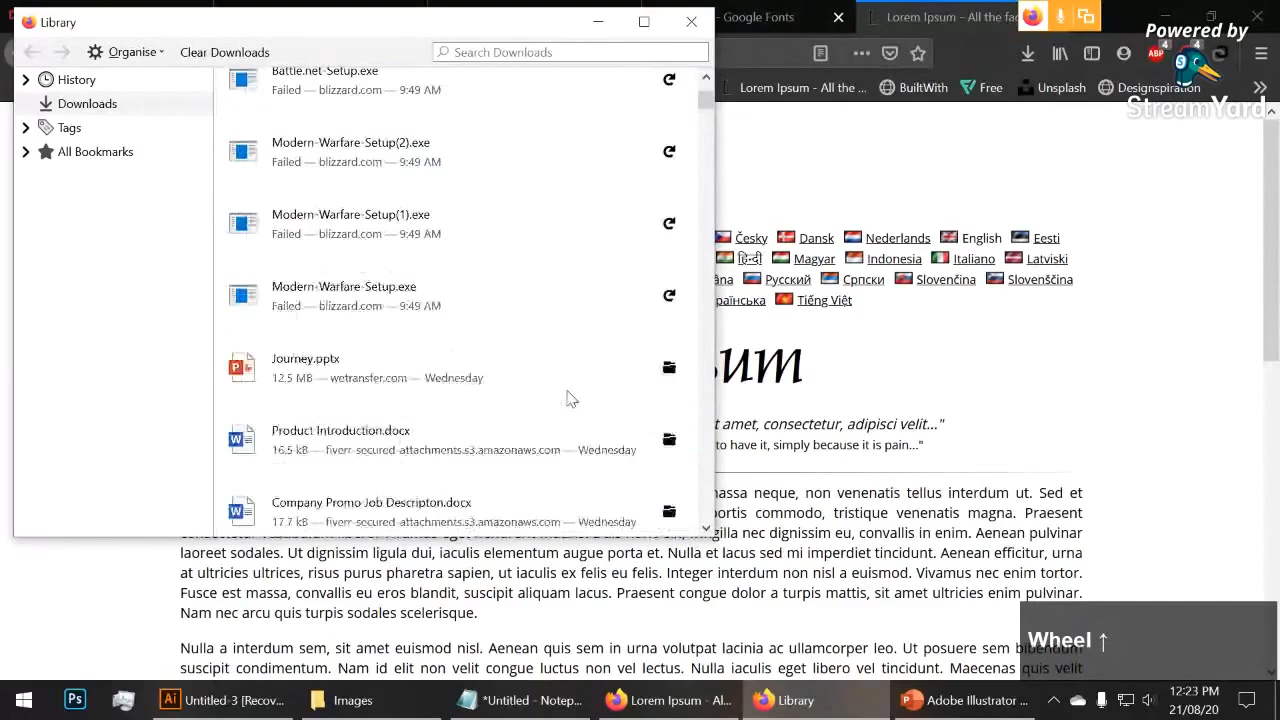 Library
Google Fonts
Lorem Ipsum - All the fac
Powered by
StreamYard
Organise
Clear Downloads
Search Downloads
ABP
4
4
Lorem Ipsum - All the ...
BuiltWith
Free
Unsplash
Designspiration
History
Downloads
Tags
All Bookmarks
Battle.net-Setup.exe
Failed — blizzard.com — 9:49 AM
Modern-Warfare-Setup(2).exe
Failed — blizzard.com — 9:49 AM
Modern-Warfare-Setup(1).exe
Failed — blizzard.com — 9:49 AM
Modern-Warfare-Setup.exe
Failed — blizzard.com — 9:49 AM
Journey.pptx
12.5 MB — wetransfer.com — Wednesday
Product Introduction.docx
16.5 kB — fiverr-secured-attachments.s3.amazonaws.com — Wednesday
Company Promo Job Descripton.docx
17.7 kB — fiverr-secured-attachments.s3.amazonaws.com — Wednesday
Česky Dansk Nederlands English Eesti
हिन्दी Magyar Indonesia Italiano Latviski
âna Русский Српски Slovenčina Slovenščina
раїнська Tiếng Việt
sum
t amet, consectetur, adipisci velit..."
to have it, simply because it is pain..."
massa neque, non venenatis tellus interdum ut. Sed et
portis commodo, tristique venenatis magna. Praesent
fringilla nec dignissim eu, convallis in enim. Aenean pulvinar
laoreet sodales. Ut dignissim ligula dui, iaculis elementum augue porta et. Nulla et lacus sed mi imperdiet tincidunt. Aenean efficitur, urna
at ultricies ultrices, risus purus pharetra sapien, ut iaculis ex felis eu felis. Integer interdum non nisl a euismod. Vivamus nec enim tortor.
Fusce est massa, convallis eu eros blandit, suscipit aliquam lacus. Praesent congue dolor a turpis mattis, sit amet ultricies enim pulvinar.
Nam nec arcu quis turpis sodales scelerisque.
Nulla a interdum sem, sit amet euismod nisl. Aenean quis sem in urna volutpat lacinia ac ullamcorper leo. Ut posuere sem bibendum
suscipit condimentum. Nam id elit non velit congue luctus non vel lectus. Nulla iaculis eget libero vel tincidunt. Maecenas quis velit
Wheel ↑
Ps
Ai
Untitled-3 [Recov...
Images
*Untitled - Notep...
Lorem Ipsum - Al...
Library
Adobe Illustrator ...
12:23 PM
21/08/20